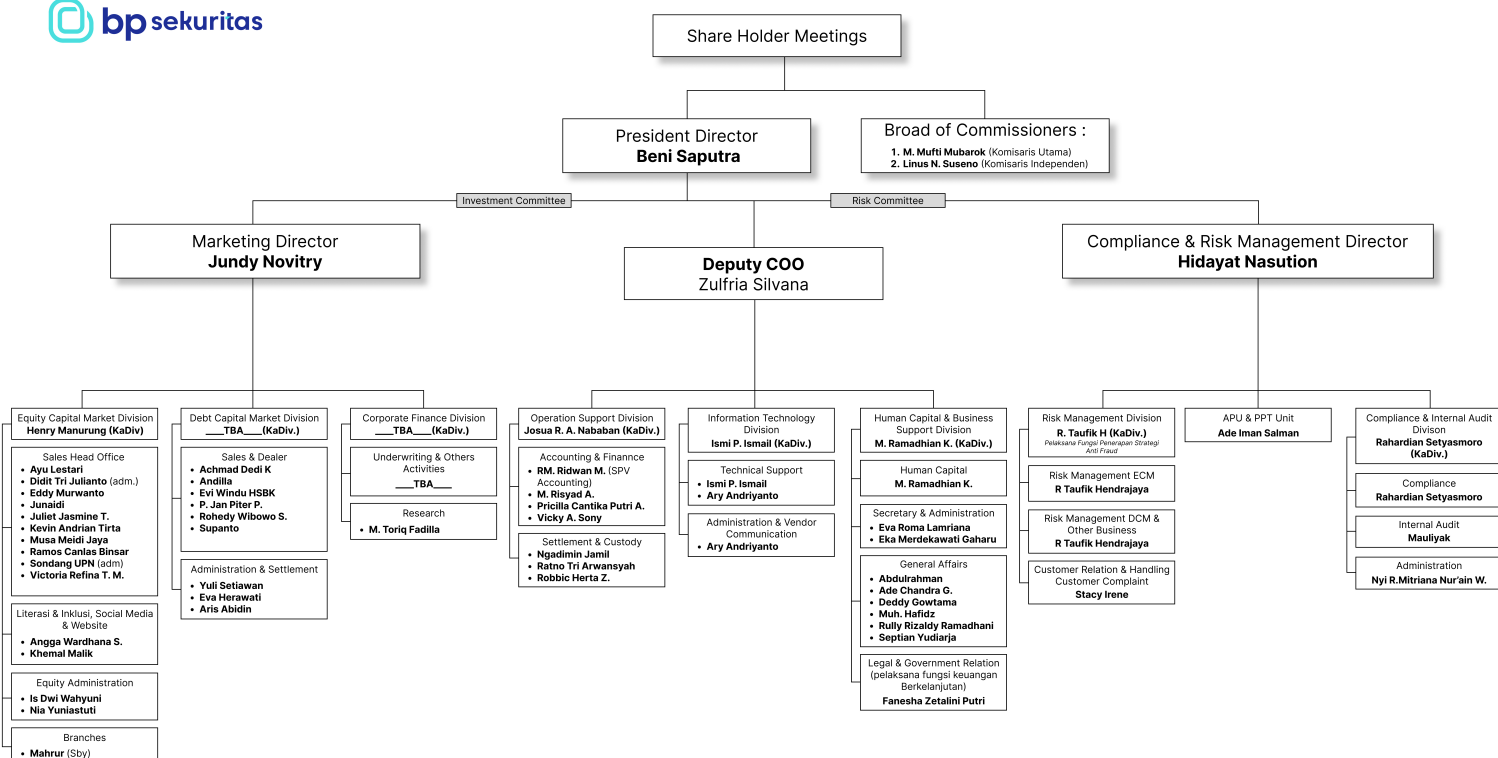 bp sekuritas
Share Holder Meetings
President Director
Beni Saputra
Broad of Commissioners :
1. M. Mufti Mubarok (Komisaris Utama)
2. Linus N. Suseno (Komisaris Independen)
Investment Committee
Risk Committee
Marketing Director
Jundy Novitry
Deputy COO
Zulfria Silvana
Compliance & Risk Management Director
Hidayat Nasution
Equity Capital Market Division
Henry Manurung (KaDiv)
Sales Head Office
• Ayu Lestari
• Didit Tri Julianto (adm.)
• Eddy Murwanto
• Junaidi
• Juliet Jasmine T.
• Kevin Andrian Tirta
• Musa Meidi Jaya
• Ramos Canlas Binsar
• Sondang UPN (adm)
• Victoria Refina T. M.
Literasi & Inklusi, Social Media
& Website
• Angga Wardhana S.
• Khemal Malik
Equity Administration
• Is Dwi Wahyuni
• Nia Yuniastuti
Branches
• Mahrur (Sby)
Debt Capital Market Division
____TBA____(KaDiv.)
Sales & Dealer
• Achmad Dedi K
• Andilla
• Evi Windu HSBK
• P. Jan Piter P.
• Rohedy Wibowo S.
• Supanto
Administration & Settlement
• Yuli Setiawan
• Eva Herawati
• Aris Abidin
Corporate Finance Division
____TBA____(KaDiv.)
Underwriting & Others
Activities
____TBA____
Research
• M. Toriq Fadilla
Operation Support Division
Josua R. A. Nababan (KaDiv.)
Accounting & Finannce
• RM. Ridwan M. (SPV
Accounting)
• M. Risyad A.
• Pricilla Cantika Putri A.
• Vicky A. Sony
Settlement & Custody
• Ngadimin Jamil
• Ratno Tri Arwansyah
• Robbic Herta Z.
Information Technology
Division
Ismi P. Ismail (KaDiv.)
Technical Support
• Ismi P. Ismail
• Ary Andriyanto
Administration & Vendor
Communication
• Ary Andriyanto
Human Capital & Business
Support Division
M. Ramadhian K. (KaDiv.)
Human Capital
M. Ramadhian K.
Secretary & Administration
• Eva Roma Lamriana
• Eka Merdekawati Gaharu
General Affairs
• Abdulrahman
• Ade Chandra G.
• Deddy Gowtama
• Muh. Hafidz
• Rully Rizaldy Ramadhani
• Septian Yudiarja
Legal & Government Relation
(pelaksana fungsi keuangan
Berkelanjutan)
Fanesha Zetalini Putri
Risk Management Division
R. Taufik H (KaDiv.)
Pelaksana Fungsi Penerapan Strategi
Anti Fraud
Risk Management ECM
R Taufik Hendrajaya
Risk Management DCM &
Other Business
R Taufik Hendrajaya
Customer Relation & Handling
Customer Complaint
Stacy Irene
APU & PPT Unit
Ade Iman Salman
Compliance & Internal Audit
Divison
Rahardian Setyasmoro
(KaDiv.)
Compliance
Rahardian Setyasmoro
Internal Audit
Mauliyak
Administration
Nyi R.Mitriana Nur'ain W.